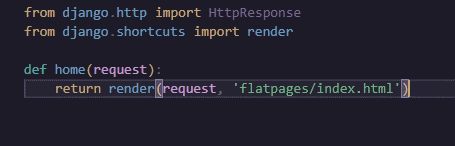 from django.http import HttpResponse
from django.shortcuts import render

def home(request):
    return render(request, 'flatpages/index.html')